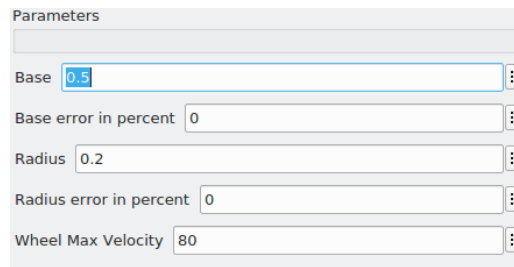 Parameters
Base 0.5
Base error in percent 0
Radius 0.2
Radius error in percent 0
Wheel Max Velocity 80